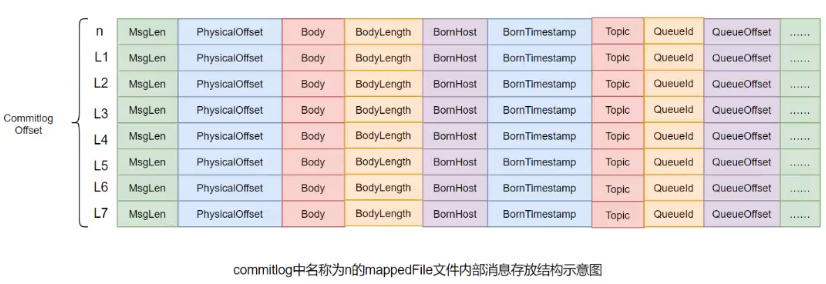 n MsgLen PhysicalOffset Body BodyLength BornHost BornTimestamp Topic QueueId QueueOffset ......
L1 MsgLen PhysicalOffset Body BodyLength BornHost BornTimestamp Topic QueueId QueueOffset ......
L2 MsgLen PhysicalOffset Body BodyLength BornHost BornTimestamp Topic QueueId QueueOffset ......
L3 MsgLen PhysicalOffset Body BodyLength BornHost BornTimestamp Topic QueueId QueueOffset ......
Commitlog
Offset
L4 MsgLen PhysicalOffset Body BodyLength BornHost BornTimestamp Topic QueueId QueueOffset ......
L5 MsgLen PhysicalOffset Body BodyLength BornHost BornTimestamp Topic QueueId QueueOffset ......
L6 MsgLen PhysicalOffset Body BodyLength BornHost BornTimestamp Topic QueueId QueueOffset ......
L7 MsgLen PhysicalOffset Body BodyLength BornHost BornTimestamp Topic QueueId QueueOffset ......
commitlog中名称为n的mappedFile文件内部消息存放结构示意图